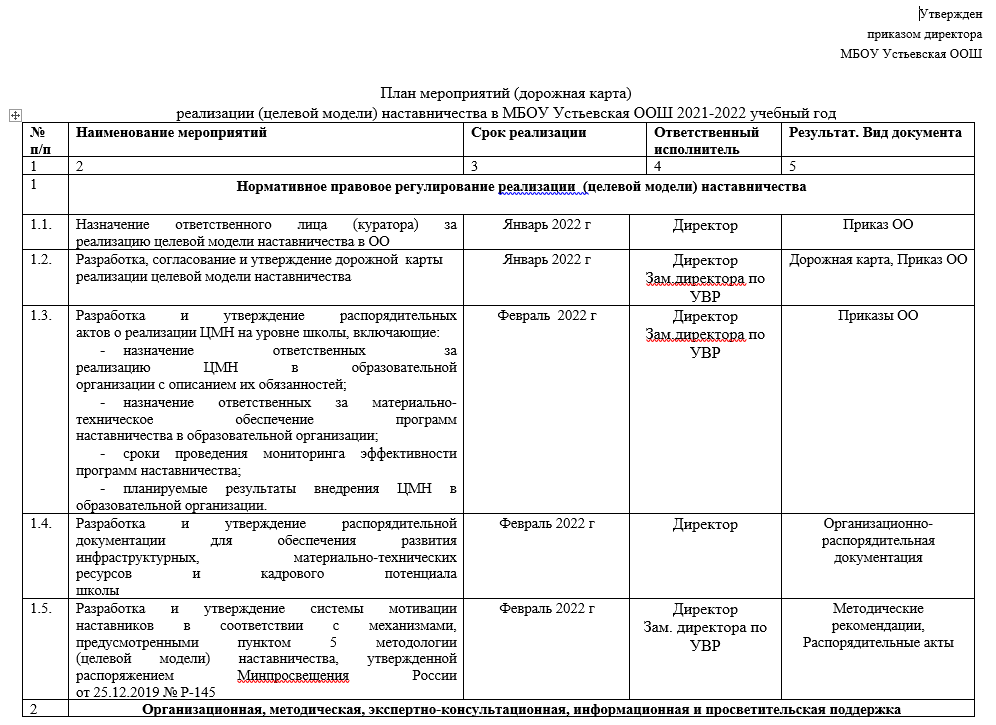 Утвержден
приказом директора
МБОУ Устьевская ООШ
План мероприятий (дорожная карта)
реализации (целевой модели) наставничества в МБОУ Устьевская ООШ 2021-2022 учебный год
№ п/п
Наименование мероприятий
Срок реализации
Ответственный
исполнитель
Результат. Вид документа
1
2
3
4
5
1
Нормативное правовое регулирование реализации (целевой модели) наставничества
1.1.
Назначение ответственного лица (куратора) за
реализацию целевой модели наставничества в ОО
Январь 2022 г
Директор
Приказ ОО
1.2.
Разработка, согласование и утверждение дорожной карты
реализации целевой модели наставничества
Январь 2022 г
Директор
Зам.директора по
УВР
Дорожная карта, Приказ ОО
1.3.
Разработка и утверждение распорядительных
актов о реализации ЦМН на уровне школы, включающие:
- назначение ответственных за
реализацию ЦМН в образовательной
организации с описанием их обязанностей;
- назначение ответственных за материально-
техническое обеспечение программ
наставничества в образовательной организации;
- сроки проведения мониторинга эффективности
программ наставничества;
- планируемые результаты внедрения ЦМН в
образовательной организации.
Февраль 2022 г
Директор
Зам.директора по
УВР
Приказы ОО
1.4.
Разработка и утверждение распорядительной
документации для обеспечения развития
инфраструктурных, материально-технических
ресурсов и кадрового потенциала
школы
Февраль 2022 г
Директор
Организационно-
распорядительная
документация
1.5.
Разработка и утверждение системы мотивации
наставников в соответствии с механизмами,
предусмотренными пунктом 5 методологии
(целевой модели) наставничества, утвержденной
распоряжением Минпросвещения России
от 25.12.2019 № Р-145
Февраль 2022 г
Директор
Зам. директора по
УВР
Методические
рекомендации,
Распорядительные акты
2
Организационная, методическая, экспертно-консультационная, информационная и просветительская поддержка